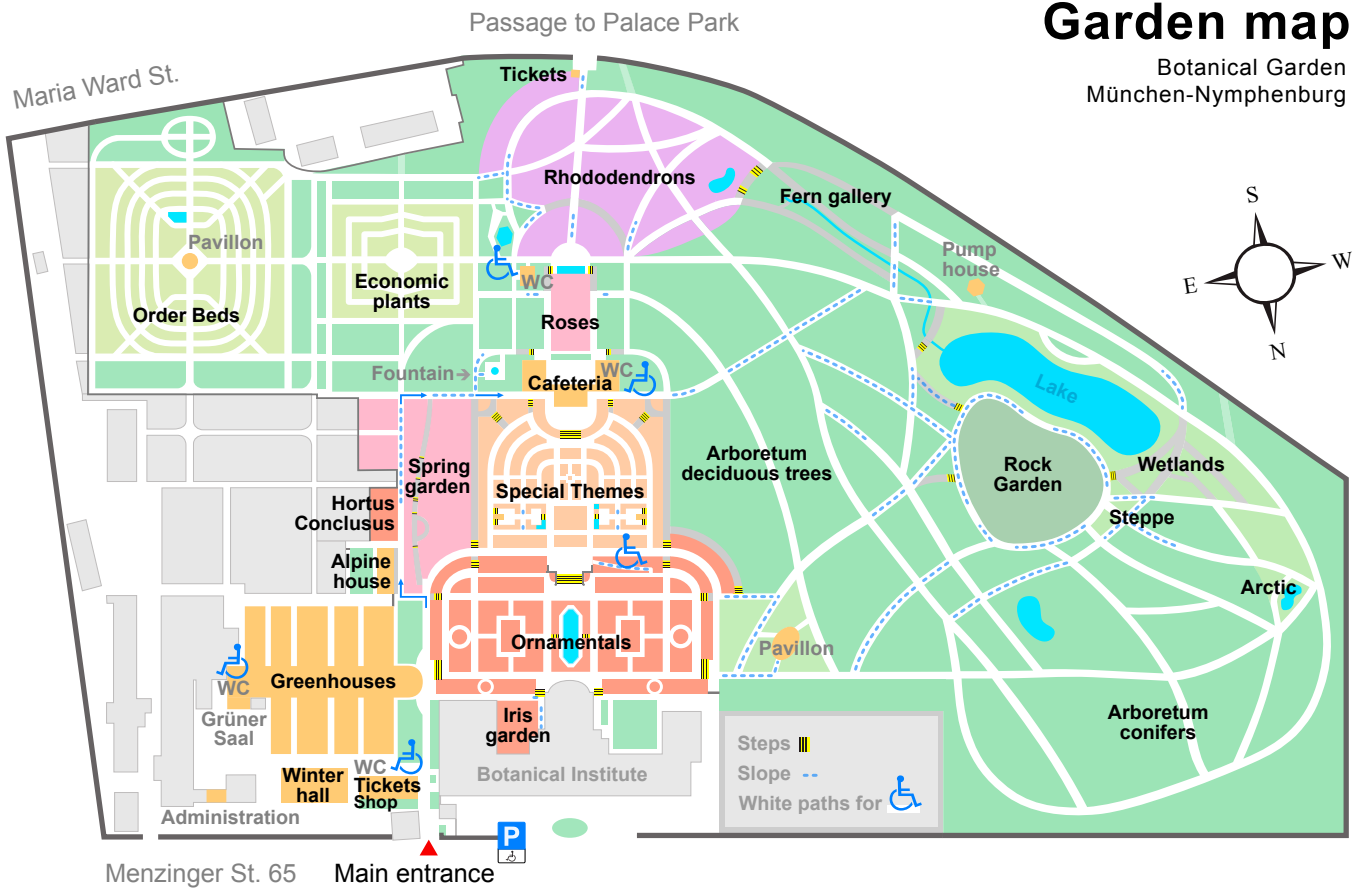 Passage to Palace Park
Garden map
Botanical Garden
München-Nymphenburg
Maria Ward St.
Tickets
Rhododendrons
Fern gallery
S
W
E
N
Pavillon
Pump
house
WC
Economic
plants
Order Beds
Roses
Fountain
Cafeteria
WC
Lake
Arboretum
deciduous trees
Spring
garden
Special Themes
Rock
Garden
Wetlands
Hortus
Conclusus
Steppe
Alpine
house
Arctic
Ornamentals
Pavillon
Greenhouses
WC
Grüner
Saal
Iris
garden
Arboretum
conifers
Botanical Institute
Steps
Slope
White paths for
WC
Winter
hall
Tickets
Shop
Administration
P
Menzinger St. 65
Main entrance